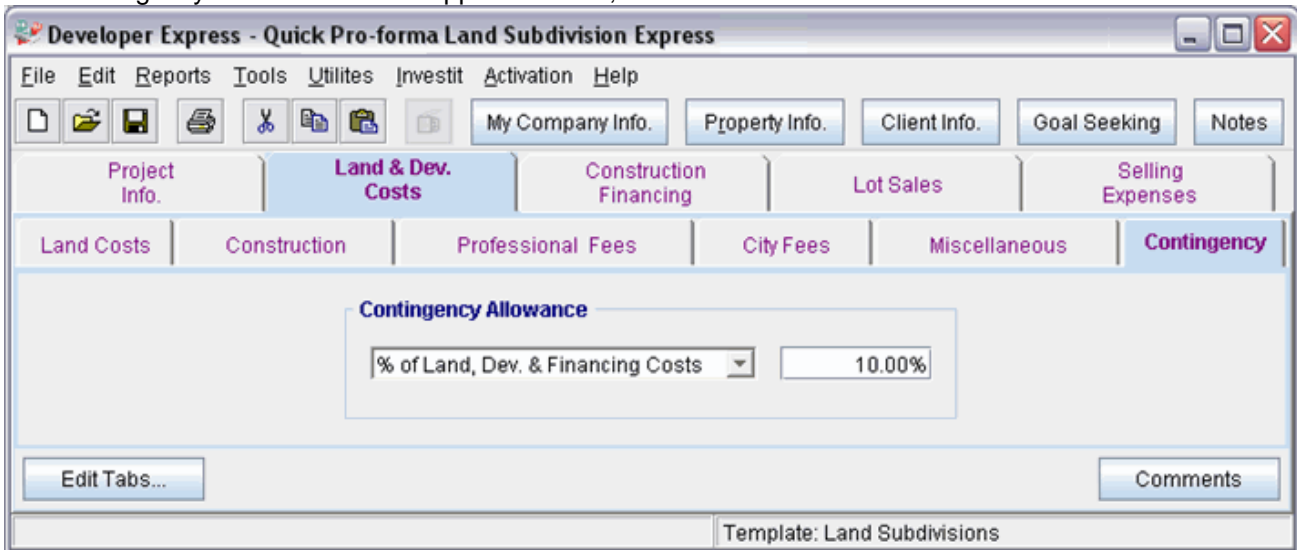 Developer Express - Quick Pro-forma Land Subdivision Express
File Edit Reports Tools Utilites Investit Activation Help
My Company Info. Property Info. Client Info. Goal Seeking Notes
Project Info. Land & Dev. Costs Construction Financing Lot Sales Selling Expenses
Land Costs Construction Professional Fees City Fees Miscellaneous Contingency
Contingency Allowance
% of Land, Dev. & Financing Costs 10.00%
Edit Tabs... Comments
Template: Land Subdivisions